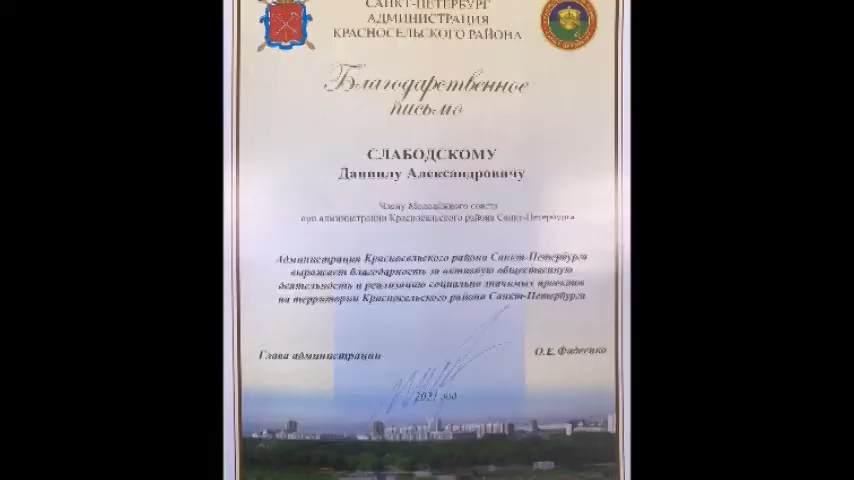 САНКТ-ПЕТЕРБУРГ
АДМИНИСТРАЦИЯ
КРАСНОСЕЛЬСКОГО РАЙОНА
Благодарственное
письмо
СЛАБОДСКОМУ
Даниилу Александровичу
Члену Молодёжного совета
при администрации Красносельского района Санкт-Петербурга
Администрация Красносельского района Санкт-Петербурга
выражает благодарность за активную общественную
деятельность и реализацию социально значимых проектов
на территории Красносельского района Санкт-Петербурга
Глава администрации
О.Е. Фадеенко
2021 год